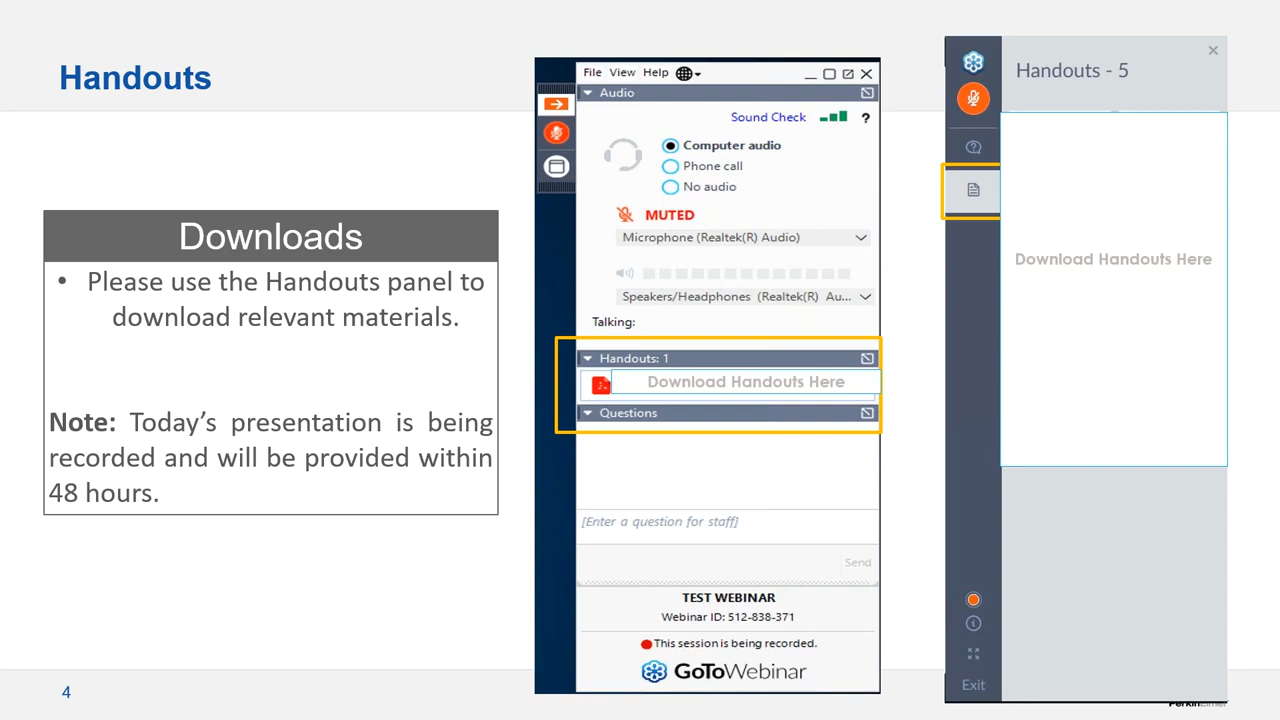 Handouts
Downloads
• Please use the Handouts panel to
download relevant materials.
Note: Today’s presentation is being
recorded and will be provided within
48 hours.
4
File View Help
Audio
Sound Check ?
Computer audio
Phone call
No audio
MUTED
Microphone (Realtek(R) Audio)
Speakers/Headphones (Realtek(R) Au...
Talking:
Handouts: 1
Download Handouts Here
Questions
[Enter a question for staff]
Send
TEST WEBINAR
Webinar ID: 512-838-371
This session is being recorded.
GoToWebinar
Handouts - 5
Download Handouts Here
Exit
PerkinElmer